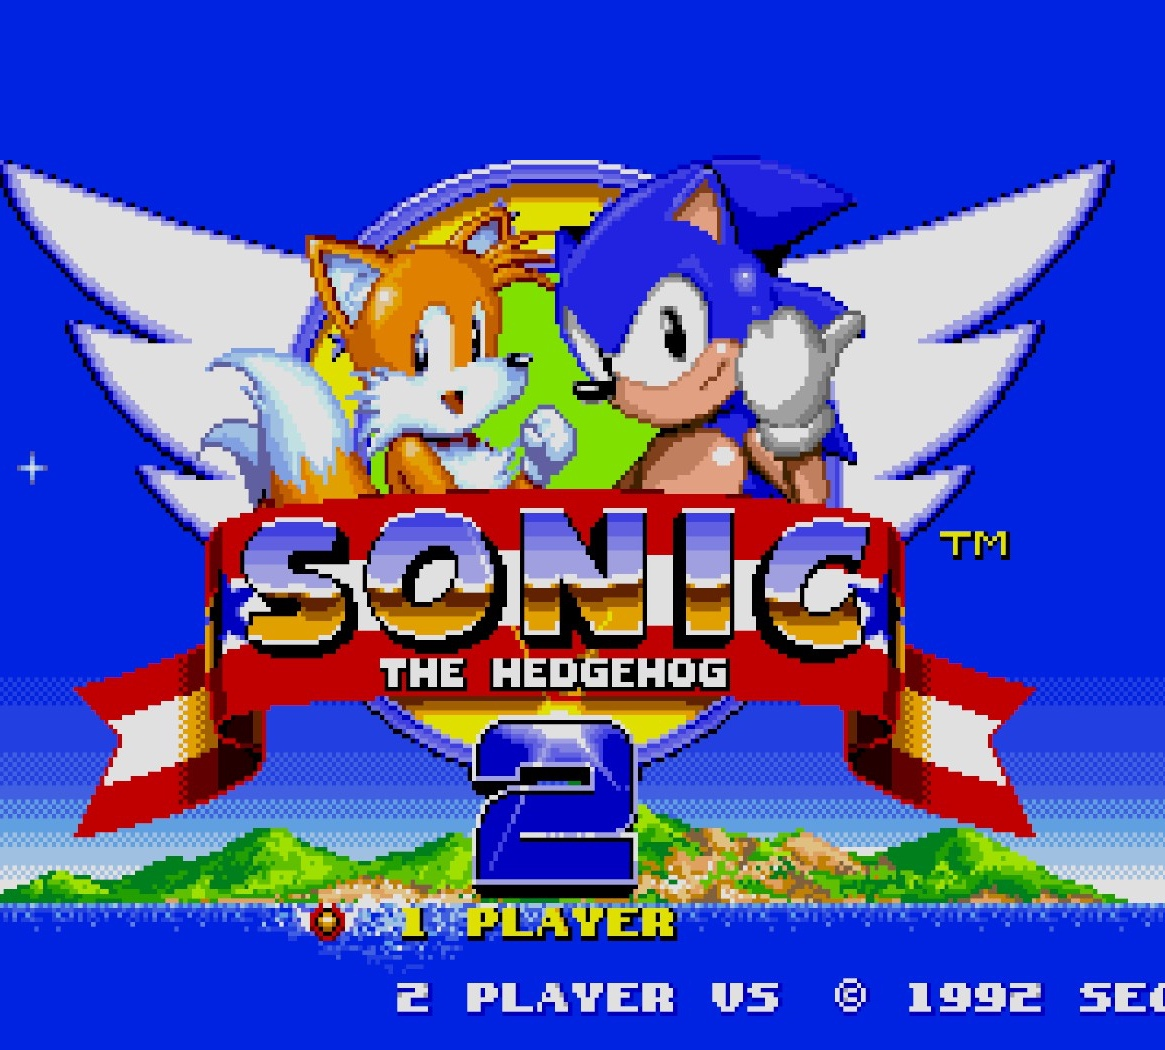 SONIC
TM
THE HEDGEHOG
2
1 PLAYER
2 PLAYER VS © 1992